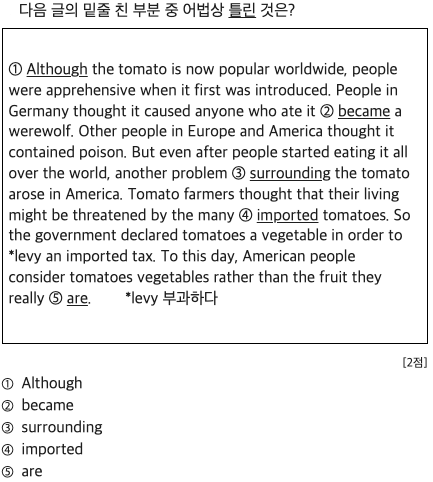 다음 글의 밑줄 친 부분 중 어법상 틀린 것은?
① Although the tomato is now popular worldwide, people
were apprehensive when it first was introduced. People in
Germany thought it caused anyone who ate it ② became a
werewolf. Other people in Europe and America thought it
contained poison. But even after people started eating it all
over the world, another problem ③ surrounding the tomato
arose in America. Tomato farmers thought that their living
might be threatened by the many ④ imported tomatoes. So
the government declared tomatoes a vegetable in order to
*levy an imported tax. To this day, American people
consider tomatoes vegetables rather than the fruit they
really ⑤ are. *levy 부과하다
[2점]
① Although
② became
③ surrounding
④ imported
⑤ are